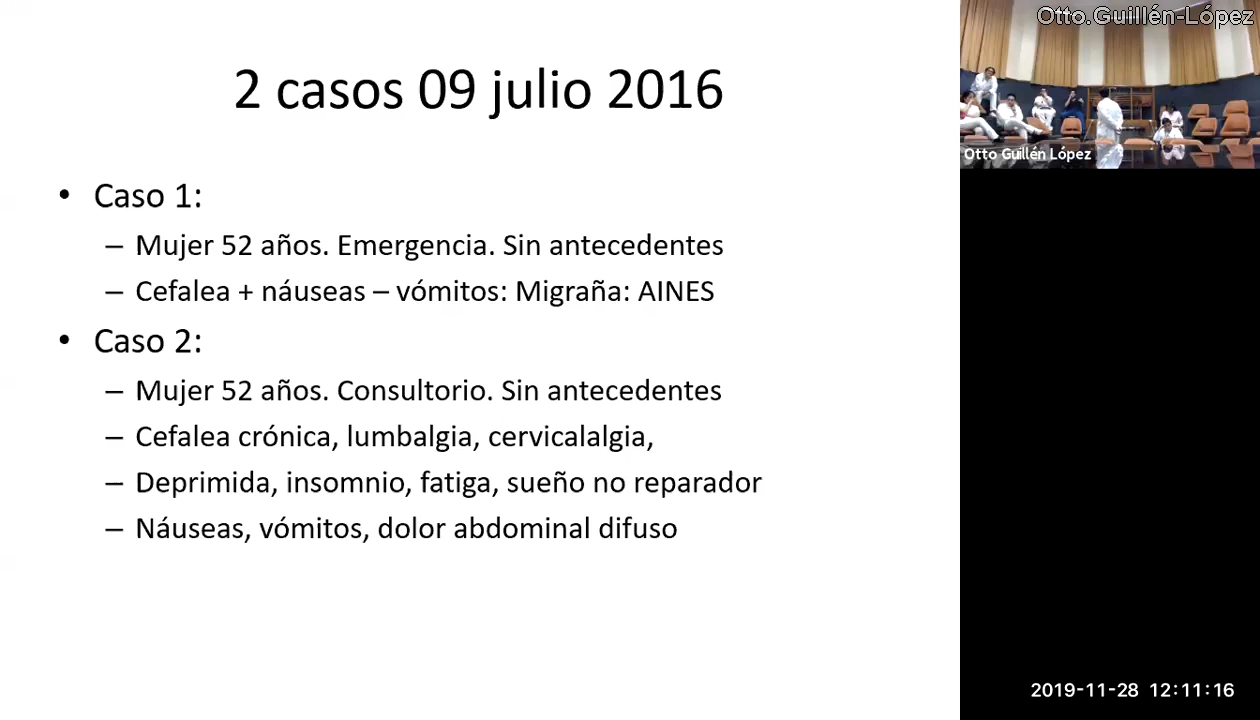 2 casos 09 julio 2016
• Caso 1:
– Mujer 52 años. Emergencia. Sin antecedentes
– Cefalea + náuseas – vómitos: Migraña: AINES
• Caso 2:
– Mujer 52 años. Consultorio. Sin antecedentes
– Cefalea crónica, lumbalgia, cervicalalgia,
– Deprimida, insomnio, fatiga, sueño no reparador
– Náuseas, vómitos, dolor abdominal difuso
Otto.Guillén-López
Otto Guillén López
2019-11-28 12:11:16